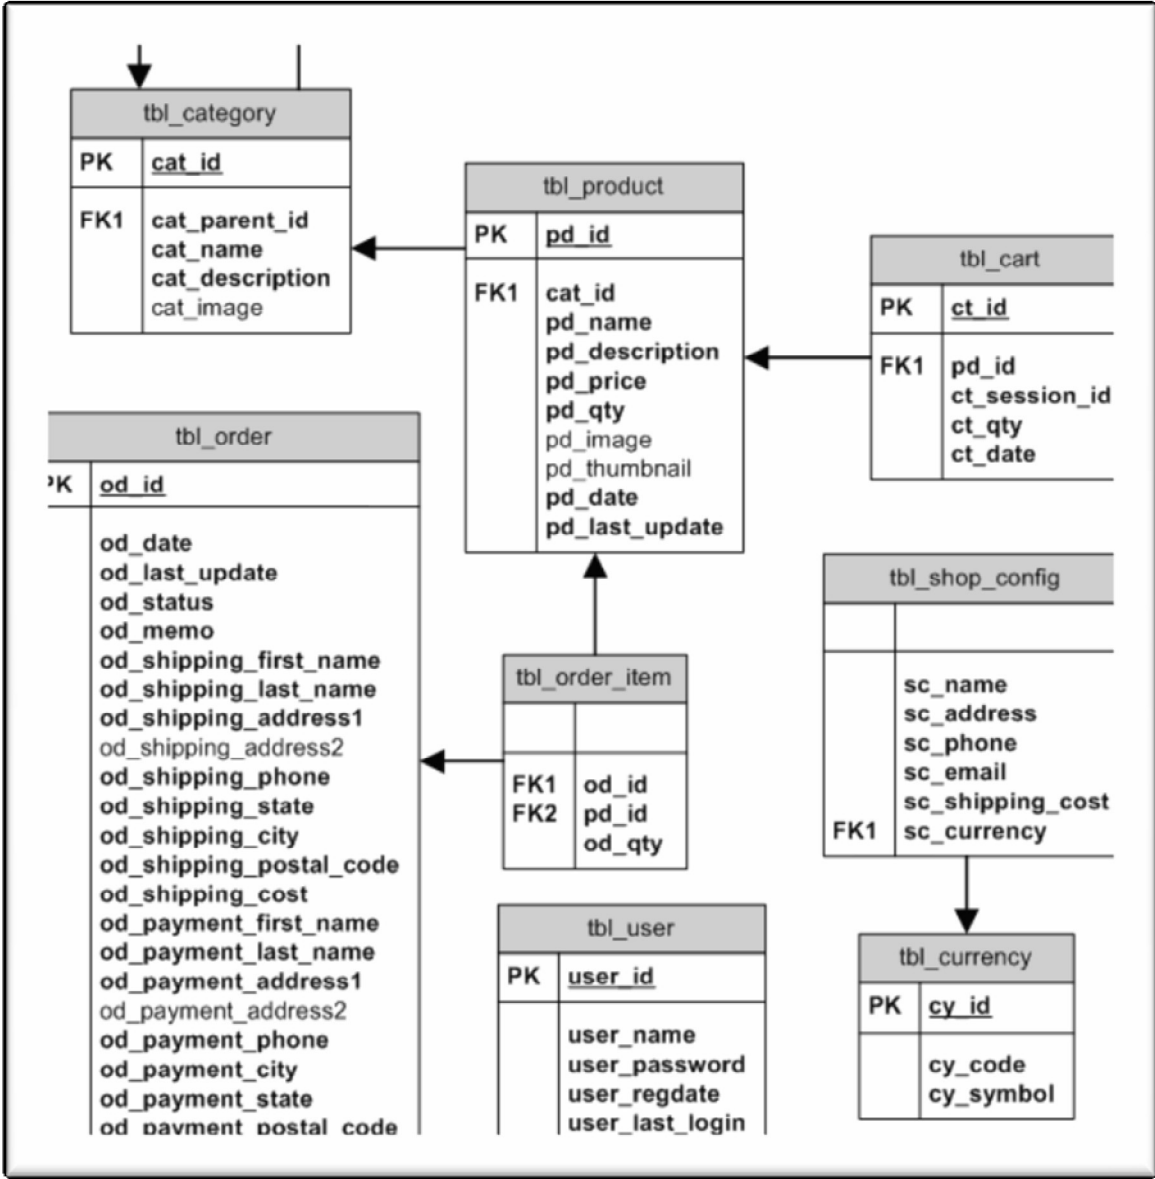 tbl_category
PK cat_id
FK1 cat_parent_id
cat_name
cat_description
cat_image
tbl_product
PK pd_id
FK1 cat_id
pd_name
pd_description
pd_price
pd_qty
pd_image
pd_thumbnail
pd_date
pd_last_update
tbl_cart
PK ct_id
FK1 pd_id
ct_session_id
ct_qty
ct_date
tbl_order
PK od_id
od_date
od_last_update
od_status
od_memo
od_shipping_first_name
od_shipping_last_name
od_shipping_address1
od_shipping_address2
od_shipping_phone
od_shipping_state
od_shipping_city
od_shipping_postal_code
od_shipping_cost
od_payment_first_name
od_payment_last_name
od_payment_address1
od_payment_address2
od_payment_phone
od_payment_city
od_payment_state
od_payment_postal_code
tbl_order_item
FK1 od_id
FK2 pd_id
od_qty
tbl_shop_config
sc_name
sc_address
sc_phone
sc_email
sc_shipping_cost
FK1 sc_currency
tbl_user
PK user_id
user_name
user_password
user_regdate
user_last_login
tbl_currency
PK cy_id
cy_code
cy_symbol